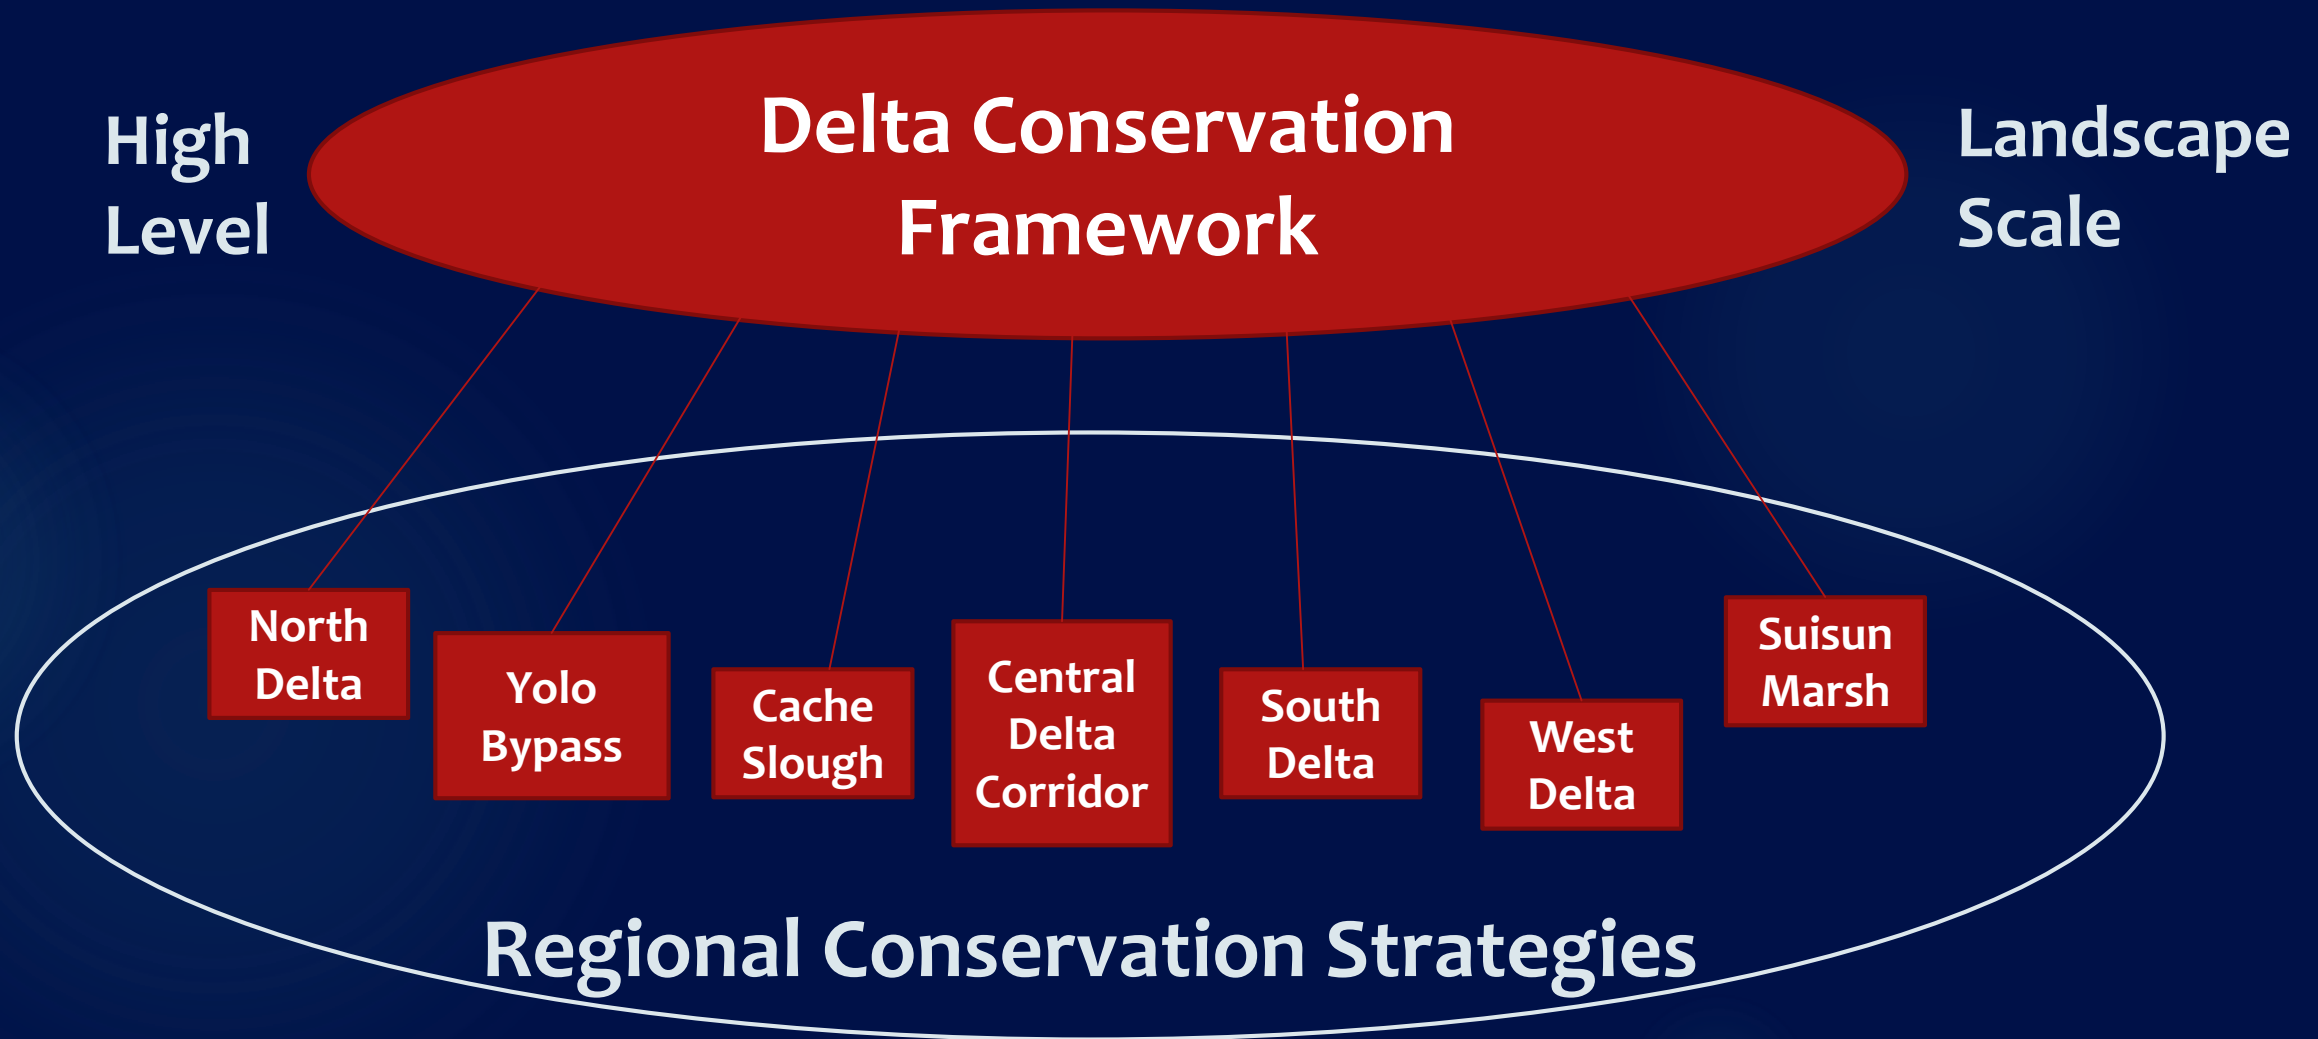 High
Level
Delta Conservation
Framework
Landscape
Scale
North
Delta
Yolo
Bypass
Cache
Slough
Central
Delta
Corridor
South
Delta
West
Delta
Suisun
Marsh
Regional Conservation Strategies